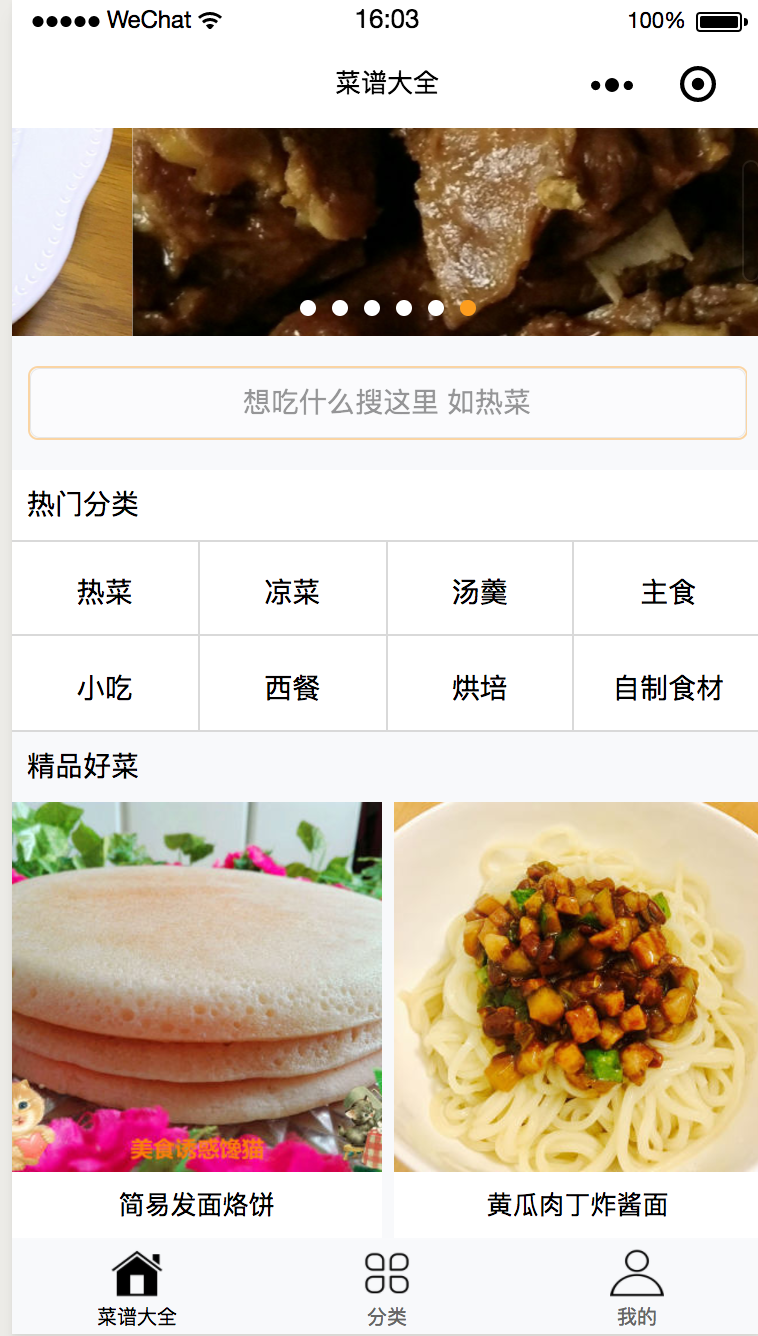 WeChat 16:03 100%
菜谱大全
想吃什么搜这里 如热菜
热门分类
热菜 凉菜 汤羹 主食
小吃 西餐 烘培 自制食材
精品好菜
美食诱惑馋猫
简易发面烙饼 黄瓜肉丁炸酱面
菜谱大全 分类 我的